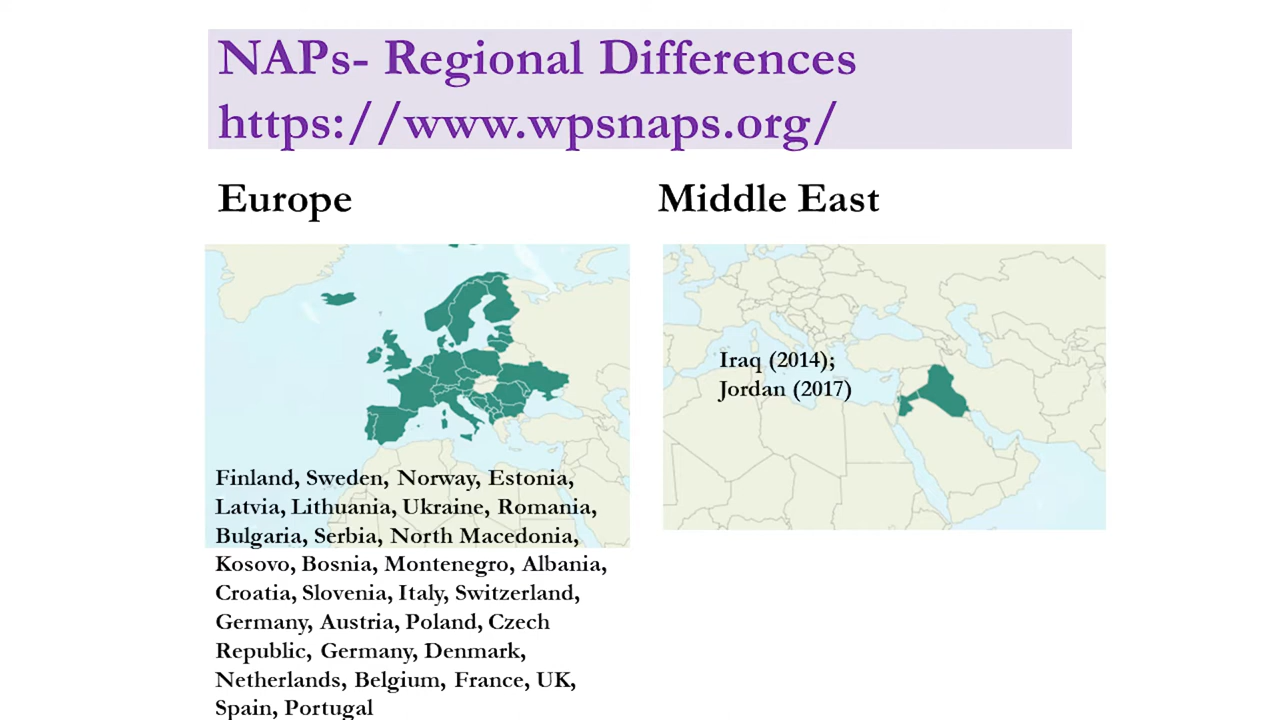 NAPs- Regional Differences
https://www.wpsnaps.org/
Europe
Finland, Sweden, Norway, Estonia,
Latvia, Lithuania, Ukraine, Romania,
Bulgaria, Serbia, North Macedonia,
Kosovo, Bosnia, Montenegro, Albania,
Croatia, Slovenia, Italy, Switzerland,
Germany, Austria, Poland, Czech
Republic, Germany, Denmark,
Netherlands, Belgium, France, UK,
Spain, Portugal
Middle East
Iraq (2014);
Jordan (2017)